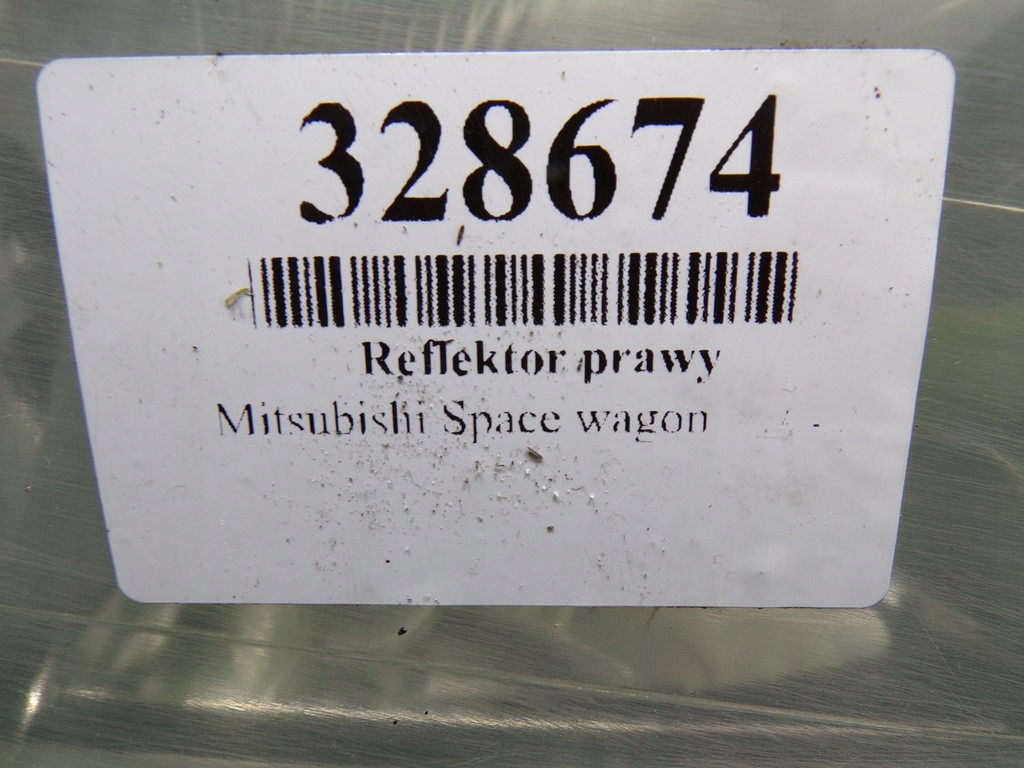 328674
Reflektor prawy
Mitsubishi Space wagon